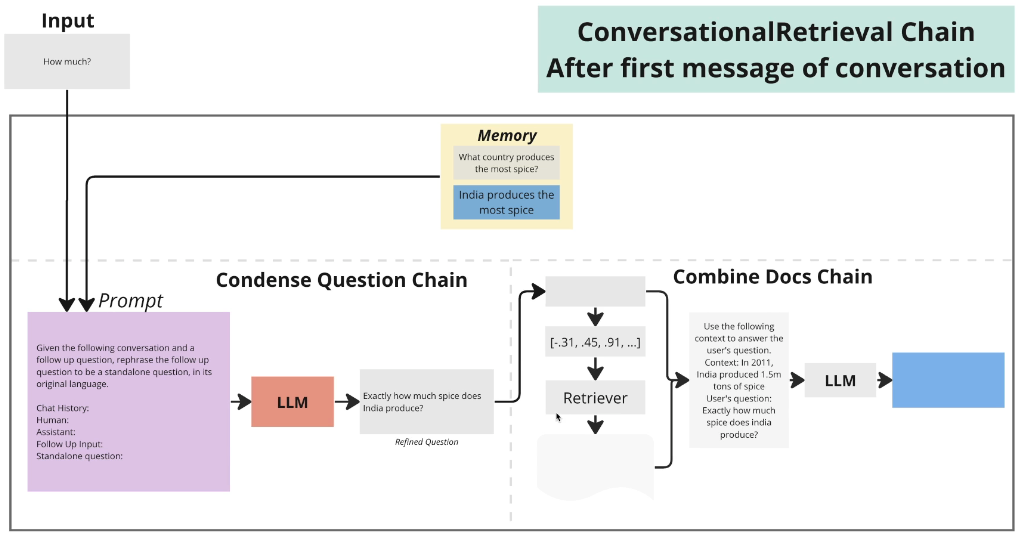 Input
How much?
ConversationalRetrieval Chain
After first message of conversation
Memory
What country produces
the most spice?
India produces the
most spice
Condense Question Chain
Prompt
Given the following conversation and a
follow up question, rephrase the follow up
question to be a standalone question, in its
original language.
Chat History:
Human:
Assistant:
Follow Up Input:
Standalone question:
LLM
Exactly how much spice does
India produce?
Refined Question
Combine Docs Chain
[-.31, .45, .91, ...]
Retriever
Use the following
context to answer the
user's question.
Context: In 2011,
India produced 1.5m
tons of spice
User's question:
Exactly how much
spice does india
produce?
LLM